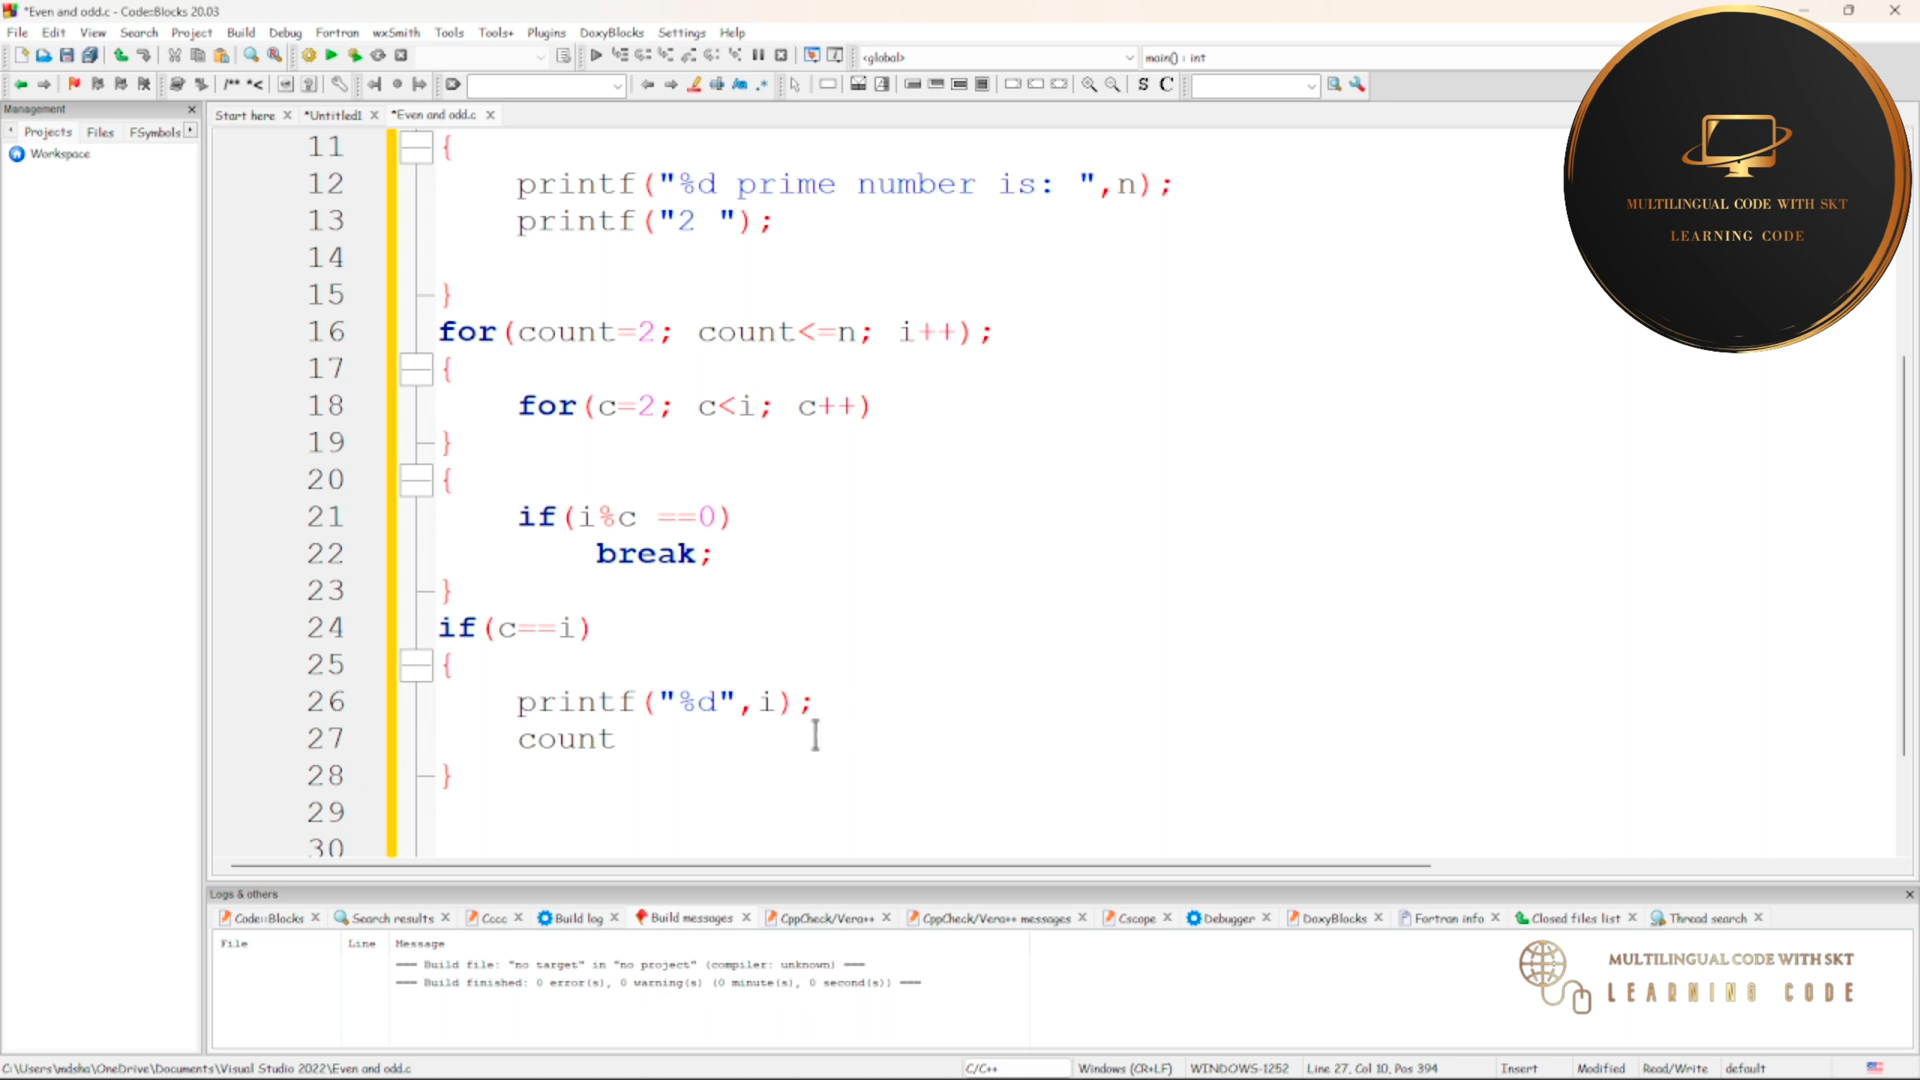 *Even and odd.c - Code::Blocks 20.03
File Edit View Search Project Build Debug Fortran wxSmith Tools Tools+ Plugins DoxyBlocks Settings Help
<global> main() : int
/** *< S C
Management
Projects Files FSymbols
Workspace
Start here *Untitled1 *Even and odd.c
11 {
12 printf("%d prime number is: ",n);
13 printf("2 ");
14
15 }
16 for(count=2; count<=n; i++);
17 {
18 for(c=2; c<i; c++)
19 }
20 {
21 if(i%c ==0)
22 break;
23 }
24 if(c==i)
25 {
26 printf("%d",i);
27 count
28 }
29
30
MULTILINGUAL CODE WITH SKT
LEARNING CODE
Logs & others
Code::Blocks Search results Cccc Build log Build messages CppCheck/Vera++ CppCheck/Vera++ messages Cscope Debugger DoxyBlocks Fortran info Closed files list Thread search
File Line Message
=== Build file: "no target" in "no project" (compiler: unknown) ===
=== Build finished: 0 error(s), 0 warning(s) (0 minute(s), 0 second(s)) ===
MULTILINGUAL CODE WITH SKT
LEARNING CODE
C:\Users\mdsha\OneDrive\Documents\Visual Studio 2022\Even and odd.c C/C++ Windows (CR+LF) WINDOWS-1252 Line 27, Col 10, Pos 394 Insert Modified Read/Write default